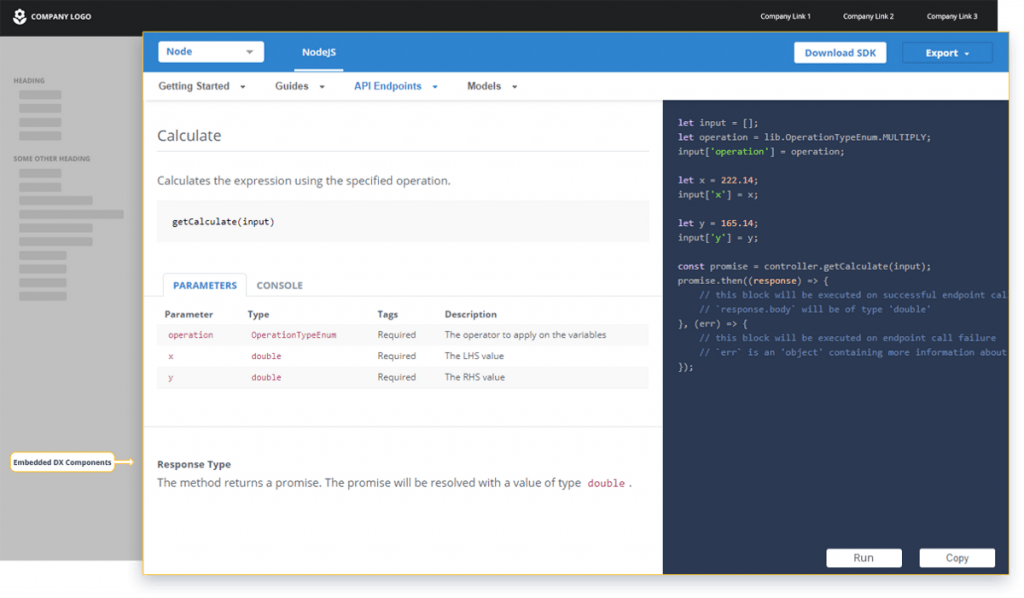 COMPANY LOGO
Company Link 1 Company Link 2 Company Link 3
Node
NodeJS
Download SDK
Export
Getting Started Guides API Endpoints Models
HEADING
SOME OTHER HEADING
Embedded DX Components
Calculate
Calculates the expression using the specified operation.
getCalculate(input)
PARAMETERS CONSOLE
Parameter Type Tags Description
operation OperationTypeEnum Required The operator to apply on the variables
x double Required The LHS value
y double Required The RHS value
Response Type
The method returns a promise. The promise will be resolved with a value of type double .
let input = [];
let operation = lib.OperationTypeEnum.MULTIPLY;
input['operation'] = operation;
let x = 222.14;
input['x'] = x;
let y = 165.14;
input['y'] = y;
const promise = controller.getCalculate(input);
promise.then((response) => {
// this block will be executed on successful endpoint cal
// `response.body` will be of type 'double'
}, (err) => {
// this block will be executed on endpoint call failure
// `err` is an 'object' containing more information about
});
Run Copy